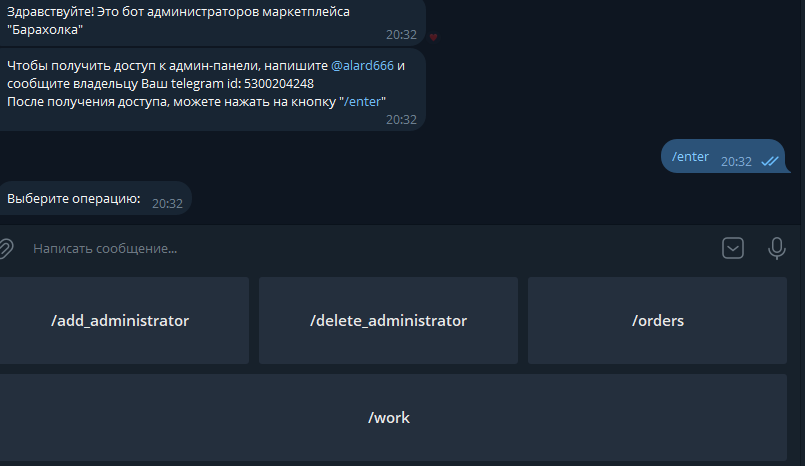 Здравствуйте! Это бот администраторов маркетплейса
"Барахолка"
20:32
Чтобы получить доступ к админ-панели, напишите @alard666 и
сообщите владельцу Ваш telegram id: 5300204248
После получения доступа, можете нажать на кнопку "/enter"
20:32
/enter 20:32
Выберите операцию: 20:32
Написать сообщение...
/add_administrator /delete_administrator /orders
/work